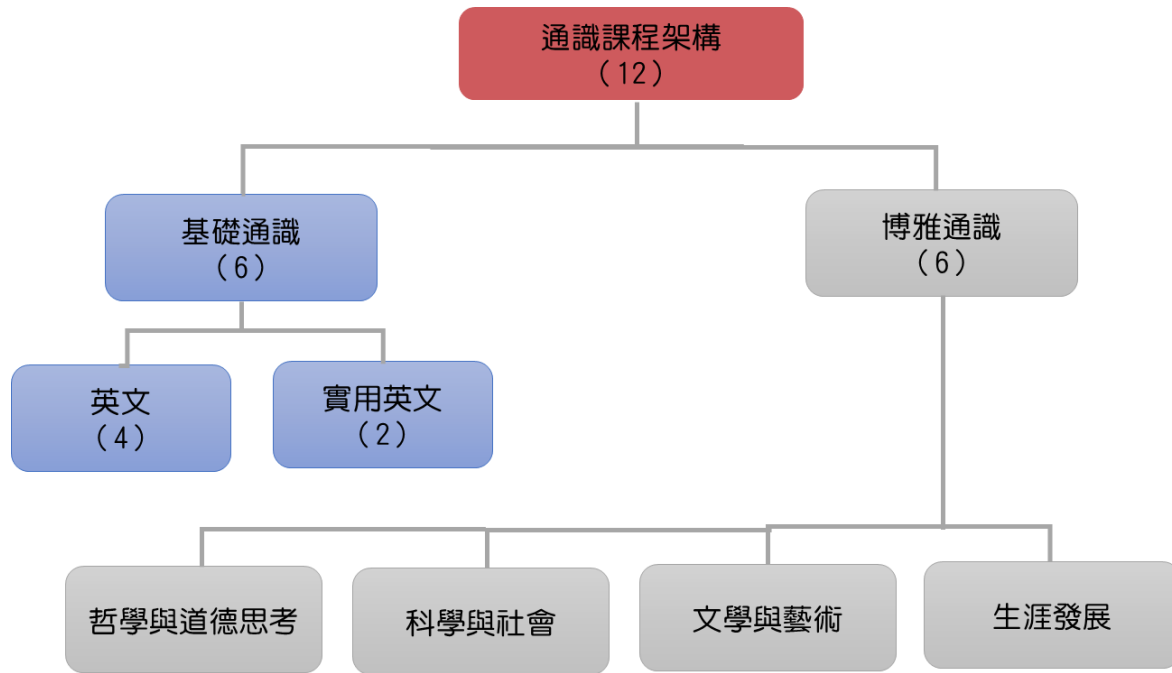 通識課程架構
（12）
基礎通識
（6）
博雅通識
（6）
英文
（4）
實用英文
（2）
哲學與道德思考
科學與社會
文學與藝術
生涯發展